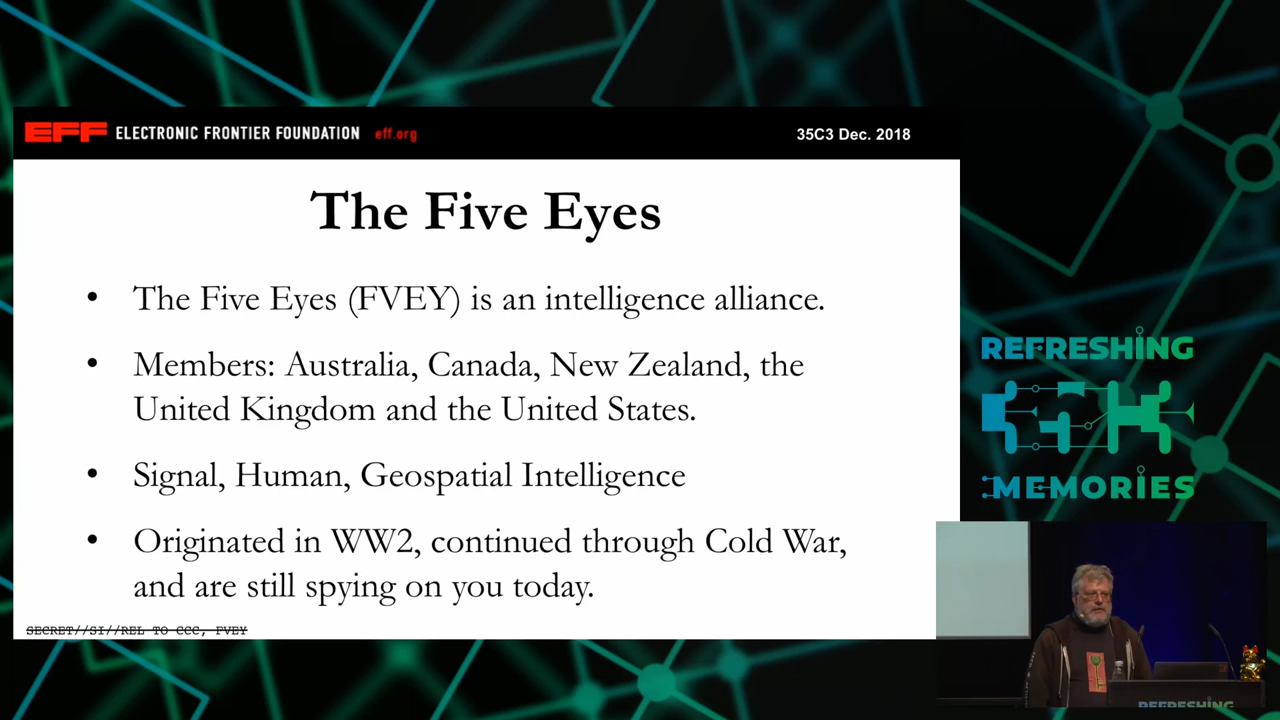 EFF ELECTRONIC FRONTIER FOUNDATION eff.org
35C3 Dec. 2018
The Five Eyes
• The Five Eyes (FVEY) is an intelligence alliance.
• Members: Australia, Canada, New Zealand, the
United Kingdom and the United States.
• Signal, Human, Geospatial Intelligence
• Originated in WW2, continued through Cold War,
and are still spying on you today.
SECRET//SI//REL TO CCC, FVEY
REFRESHING
MEMORIES
REFRESHING